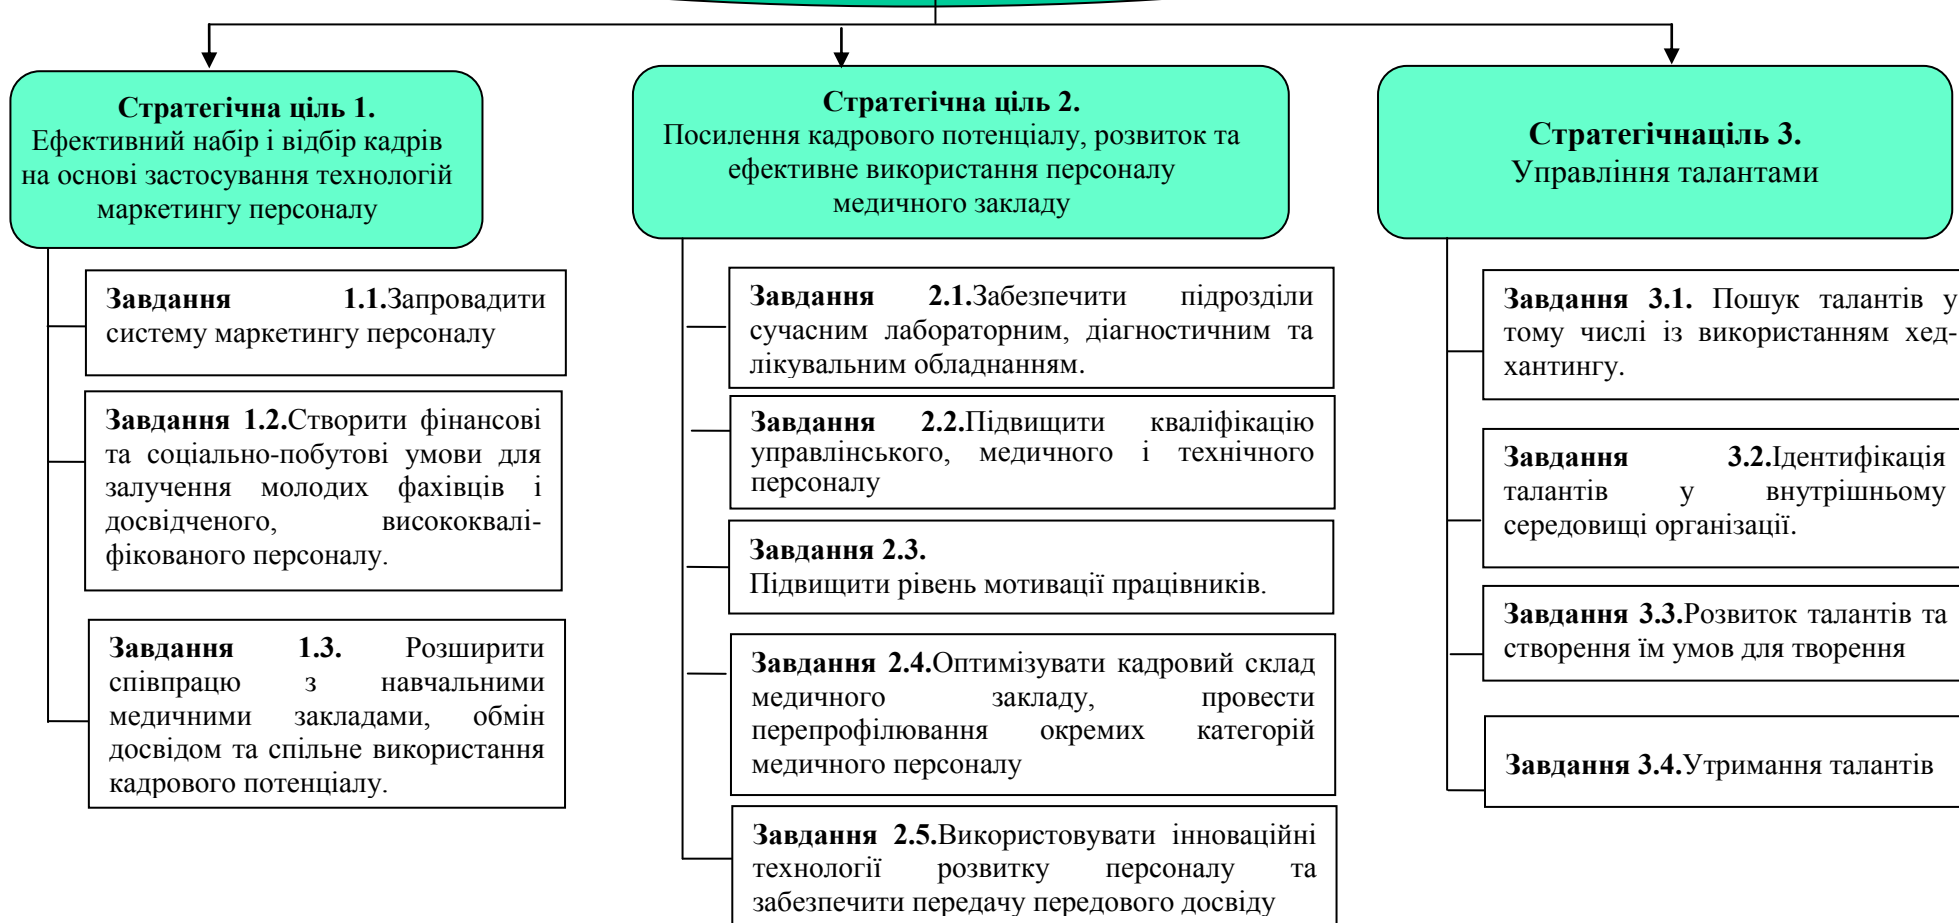 Стратегічна ціль 1.
Ефективний набір і відбір кадрів
на основі застосування технологій
маркетингу персоналу
Завдання 1.1.Запровадити
систему маркетингу персоналу
Завдання 1.2.Створити фінансові
та соціально-побутові умови для
залучення молодих фахівців і
досвідченого, висококвалі-
фікованого персоналу.
Завдання 1.3. Розширити
співпрацю з навчальними
медичними закладами, обмін
досвідом та спільне використання
кадрового потенціалу.
Стратегічна ціль 2.
Посилення кадрового потенціалу, розвиток та
ефективне використання персоналу
медичного закладу
Завдання 2.1.Забезпечити підрозділи
сучасним лабораторним, діагностичним та
лікувальним обладнанням.
Завдання 2.2.Підвищити кваліфікацію
управлінського, медичного і технічного
персоналу
Завдання 2.3.
Підвищити рівень мотивації працівників.
Завдання 2.4.Оптимізувати кадровий склад
медичного закладу, провести
перепрофілювання окремих категорій
медичного персоналу
Завдання 2.5.Використовувати інноваційні
технології розвитку персоналу та
забезпечити передачу передового досвіду
Стратегічнаціль 3.
Управління талантами
Завдання 3.1. Пошук талантів у
тому числі із використанням хед-
хантингу.
Завдання 3.2.Ідентифікація
талантів у внутрішньому
середовищі організації.
Завдання 3.3.Розвиток талантів та
створення їм умов для творення
Завдання 3.4.Утримання талантів